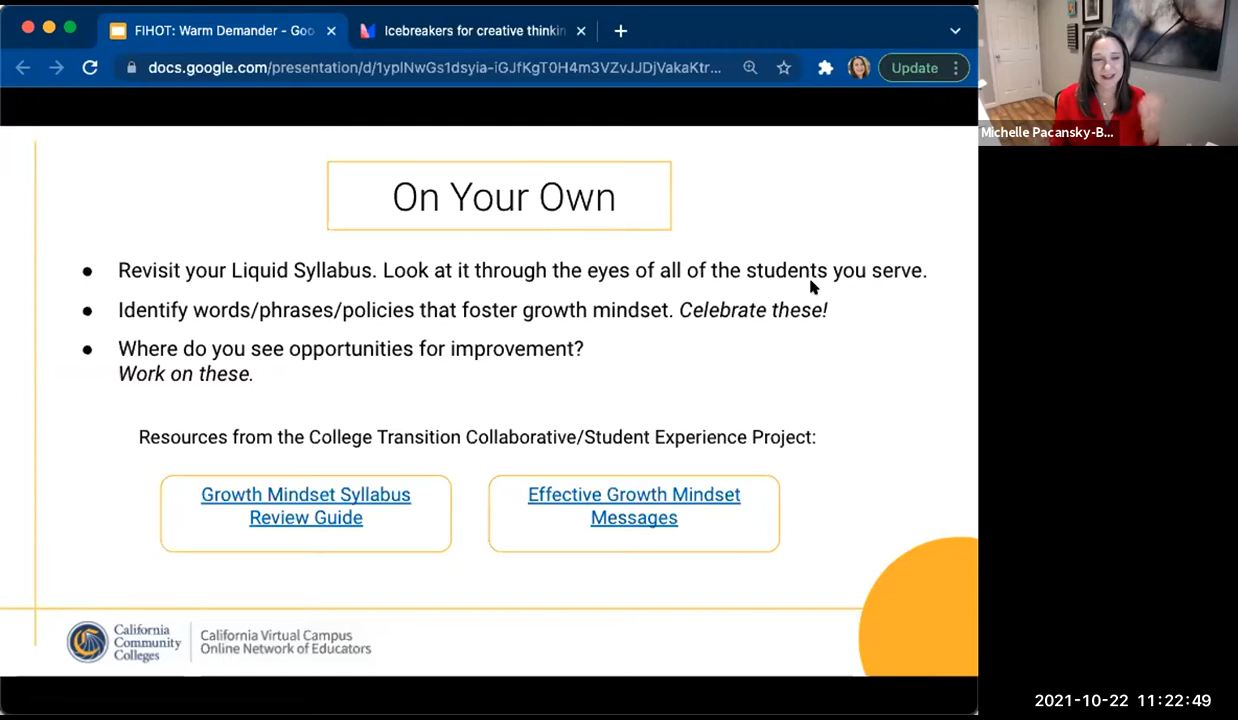 FIHOT: Warm Demander - Goo
Icebreakers for creative thinkin
docs.google.com/presentation/d/1yplNwGs1dsyia-iGJfKgT0H4m3VZvJJDjVakaKtr...
Update
Michelle Pacansky-B...
On Your Own
Revisit your Liquid Syllabus. Look at it through the eyes of all of the students you serve.
Identify words/phrases/policies that foster growth mindset. Celebrate these!
Where do you see opportunities for improvement?
Work on these.
Resources from the College Transition Collaborative/Student Experience Project:
Growth Mindset Syllabus
Review Guide
Effective Growth Mindset
Messages
California
Community
Colleges
California Virtual Campus
Online Network of Educators
2021-10-22 11:22:49